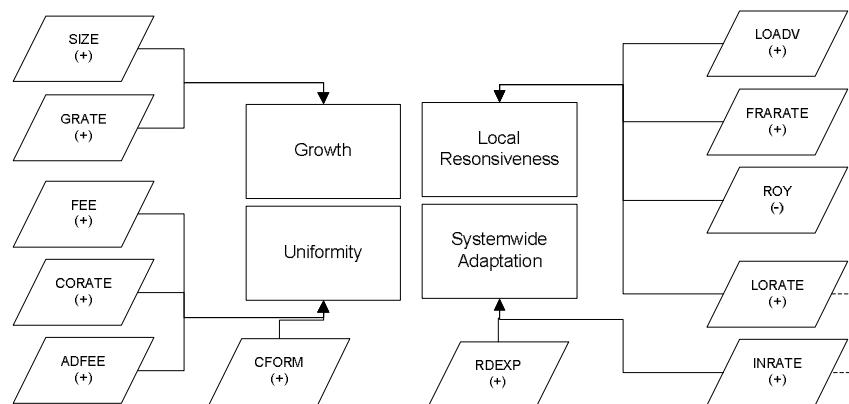 SIZE
(+)
GRATE
(+)
FEE
(+)
CORATE
(+)
ADFEE
(+)
CFORM
(+)
Growth
Uniformity
Local
Resonsiveness
Systemwide
Adaptation
RDEXP
(+)
LOADV
(+)
FRARATE
(+)
ROY
(-)
LORATE
(+)
INRATE
(+)